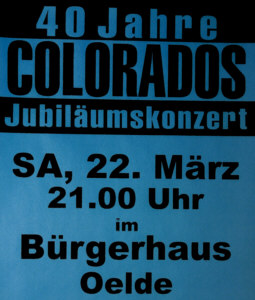 40 Jahre
COLORADOS
Jubiläumskonzert
SA, 22. März
21.00 Uhr
im
Bürgerhaus
Oelde